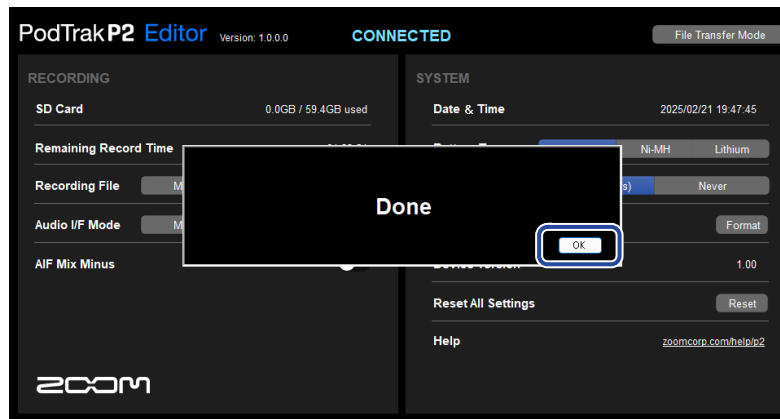 PodTrak P2 Editor Version: 1.0.0.0 CONNECTED File Transfer Mode
RECORDING
SD Card 0.0GB / 59.4GB used
Remaining Record Time
Recording File M
Audio I/F Mode M
AIF Mix Minus
ZOOM
SYSTEM
Date & Time 2025/02/21 19:47:45
Ni-MH Lithium
s) Never
Format
1.00
Reset All Settings Reset
Help zoomcorp.com/help/p2
Done
OK